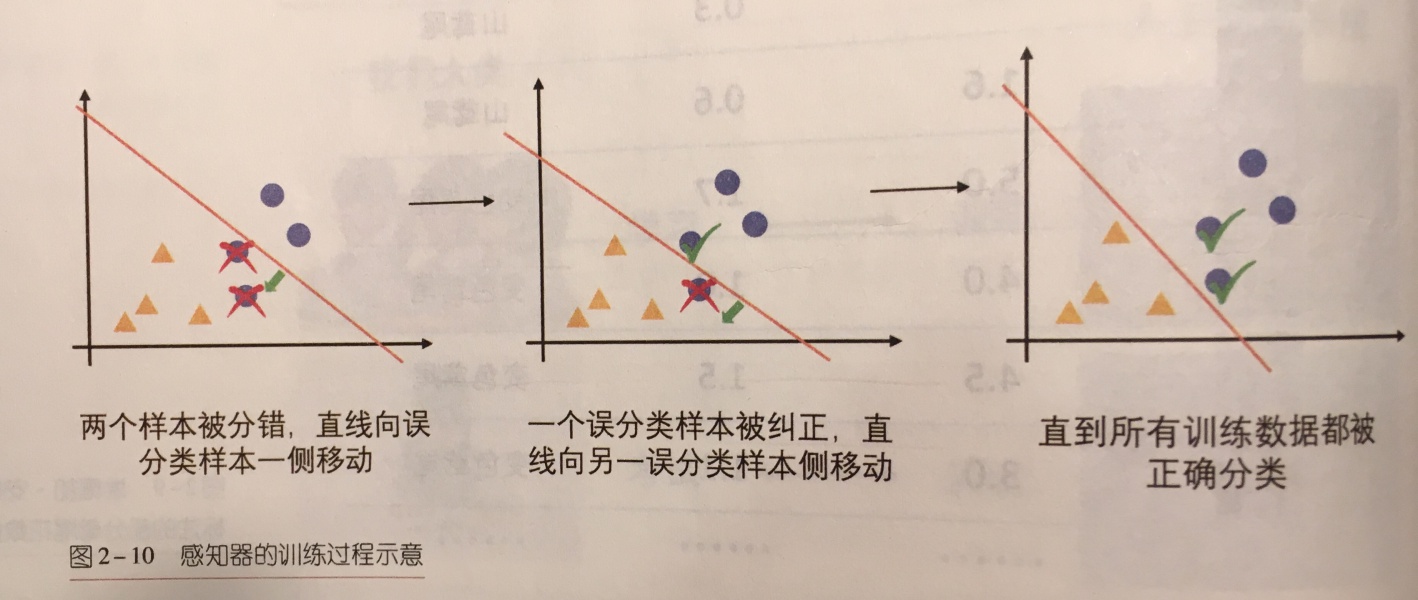 两个样本被分错，直线向误
分类样本一侧移动
一个误分类样本被纠正，直
线向另一误分类样本侧移动
直到所有训练数据都被
正确分类
图2-10 感知器的训练过程示意